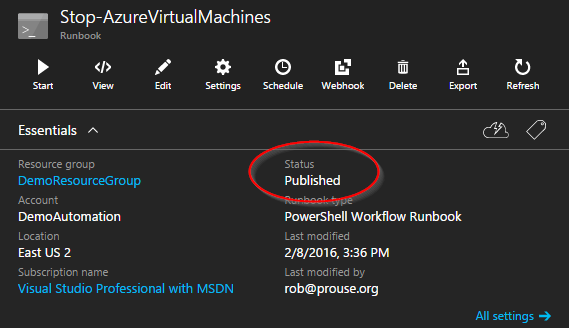 Stop-AzureVirtualMachines
Runbook
Start View Edit Settings Schedule Webhook Delete Export Refresh
Essentials
Resource group
DemoResourceGroup
Account
DemoAutomation
Location
East US 2
Subscription name
Visual Studio Professional with MSDN
Status
Published
Runbook type
PowerShell Workflow Runbook
Last modified
2/8/2016, 3:36 PM
Last modified by
rob@prouse.org
All settings